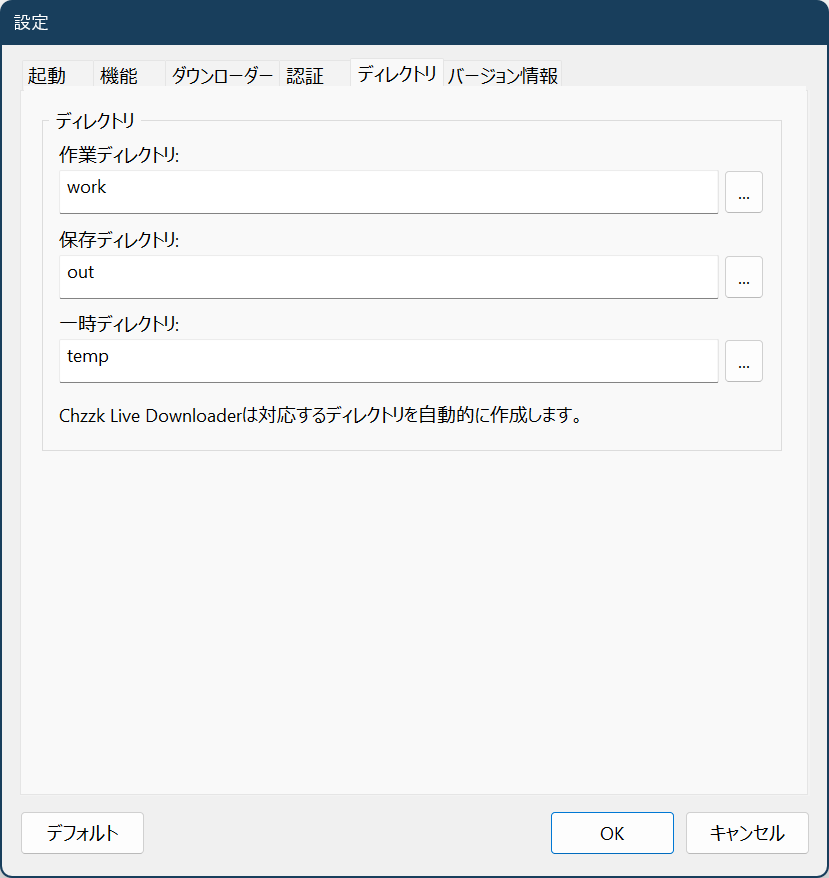 設定
起動 機能 ダウンローダー 認証 ディレクトリ バージョン情報
ディレクトリ
作業ディレクトリ:
work ...
保存ディレクトリ:
out ...
一時ディレクトリ:
temp ...
Chzzk Live Downloaderは対応するディレクトリを自動的に作成します。
デフォルト OK キャンセル